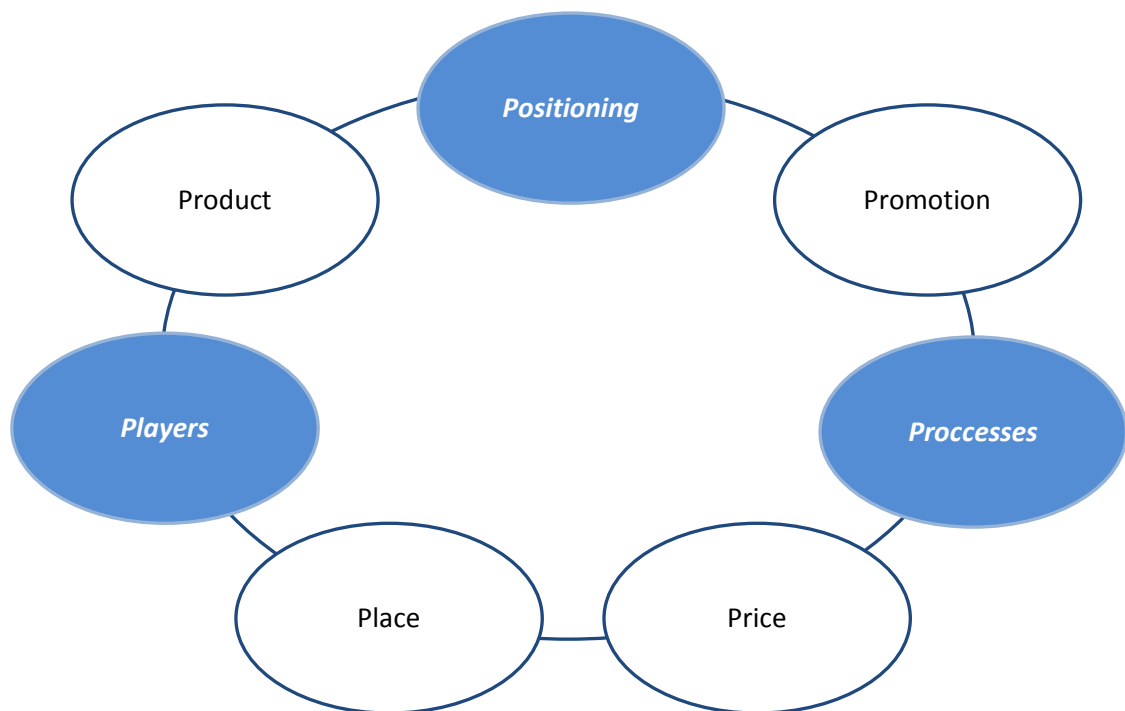 Positioning
Product
Promotion
Players
Proccesses
Place
Price